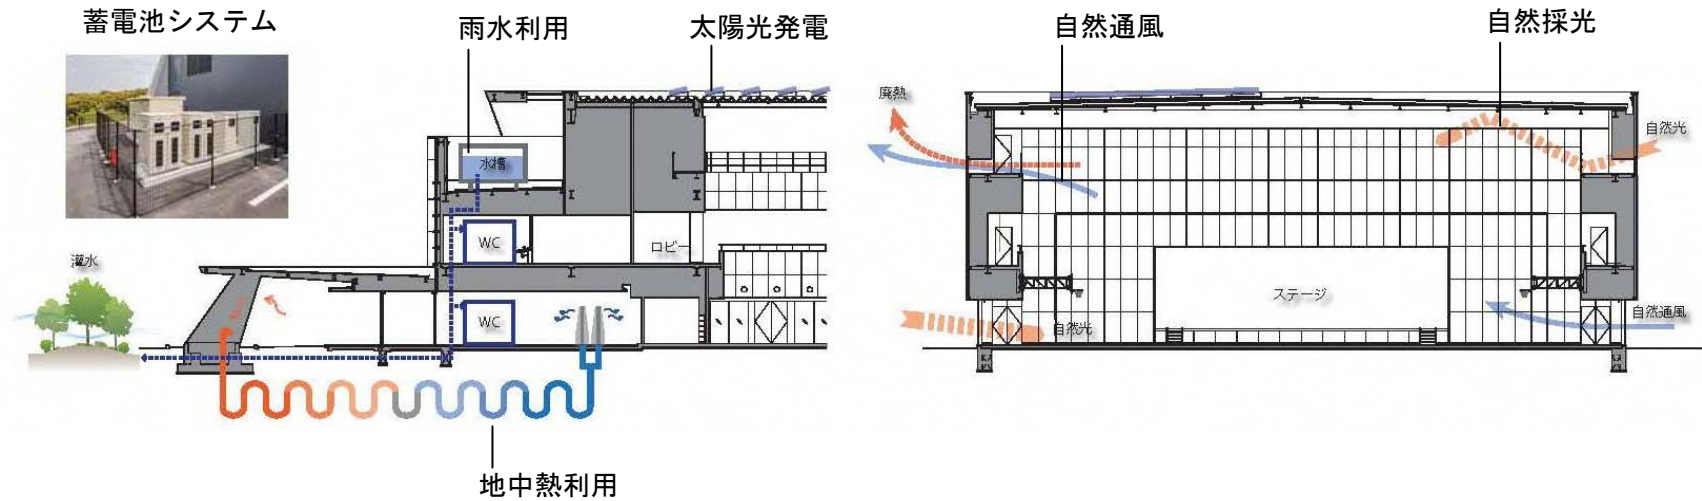 蓄電池システム
雨水利用
太陽光発電
自然通風
自然採光
廃熱
自然光
水槽
WC
ロビー
灌水
ステージ
WC
自然光
自然通風
地中熱利用